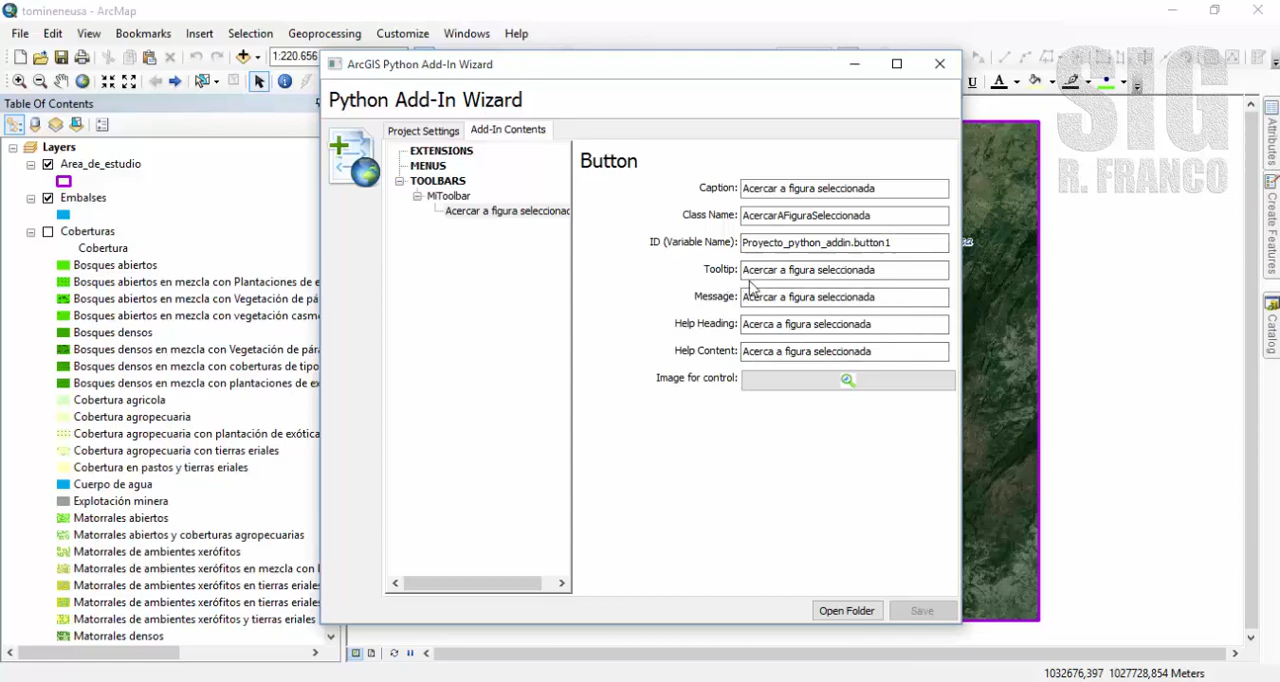 tomineneusa - ArcMap
File Edit View Bookmarks Insert Selection Geoprocessing Customize Windows Help
1:220.656
Table Of Contents
Layers
Area_de_estudio
Embalses
Coberturas
Cobertura
Bosques abiertos
Bosques abiertos en mezcla con Plantaciones de e
Bosques abiertos en mezcla con Vegetación de pá
Bosques abiertos en mezcla con vegetación casme
Bosques densos
Bosques densos en mezcla con Vegetación de pára
Bosques densos en mezcla con coberturas de tipo
Bosques densos en mezcla con plantaciones de ex
Cobertura agricola
Cobertura agropecuaria
Cobertura agropecuaria con plantación de exótica
Cobertura agropecuaria con tierras eriales
Cobertura en pastos y tierras eriales
Cuerpo de agua
Explotación minera
Matorrales abiertos
Matorrales abiertos y coberturas agropecuarias
Matorrales de ambientes xerófitos
Matorrales de ambientes xerófitos en mezcla con l
Matorrales de ambientes xerófitos en tierras eriale
Matorrales de ambientes xerófitos en tierras eriale
Matorrales de ambientes xerófitos y tierras eriales
Matorrales densos
ArcGIS Python Add-In Wizard
Python Add-In Wizard
Project Settings Add-In Contents
EXTENSIONS
MENUS
TOOLBARS
MiToolbar
Acercar a figura seleccionad
Button
Caption: Acercar a figura seleccionada
Class Name: AcercarAFiguraSeleccionada
ID (Variable Name): Proyecto_python_addin.button1
Tooltip: Acercar a figura seleccionada
Message: Acercar a figura seleccionada
Help Heading: Acerca a figura seleccionada
Help Content: Acerca a figura seleccionada
Image for control:
Open Folder Save
U A
SIG
R. FRANCO
Attributes
Create Features
Catalog
1032676,397 1027728,854 Meters